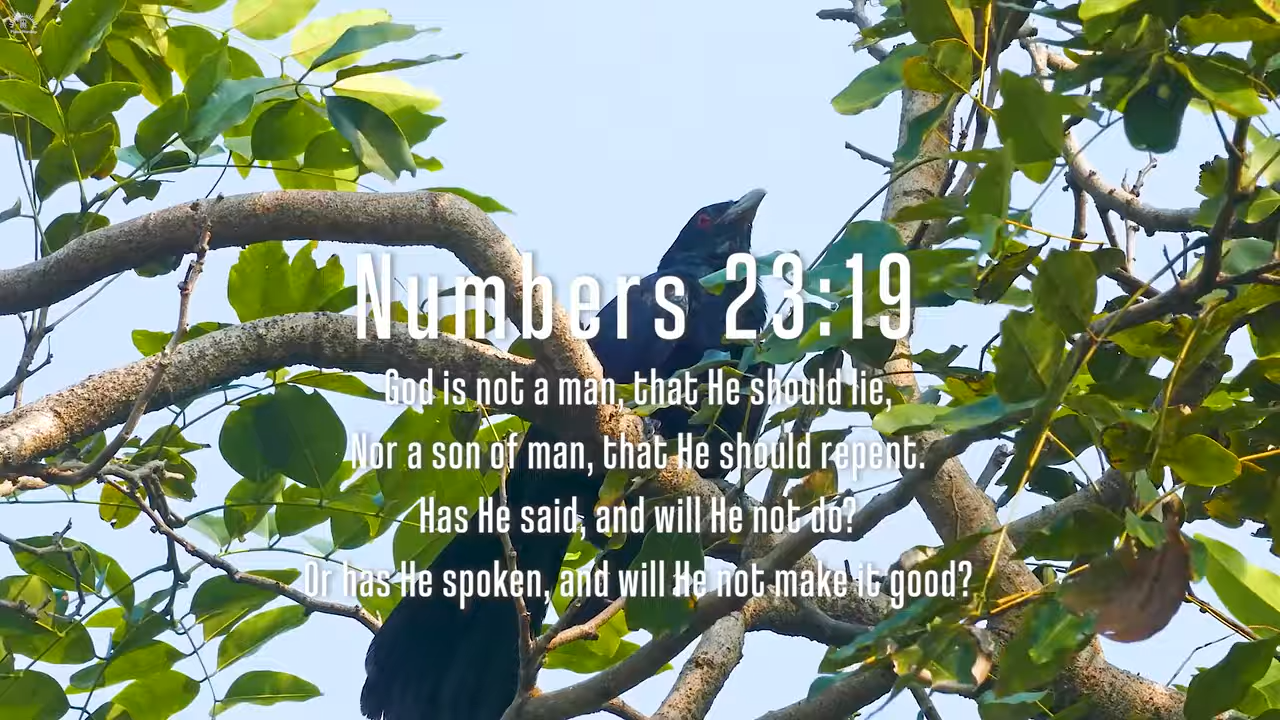 Numbers 23:19
God is not a man, that He should lie,
Nor a son of man, that He should repent.
Has He said, and will He not do?
Or has He spoken, and will He not make it good?